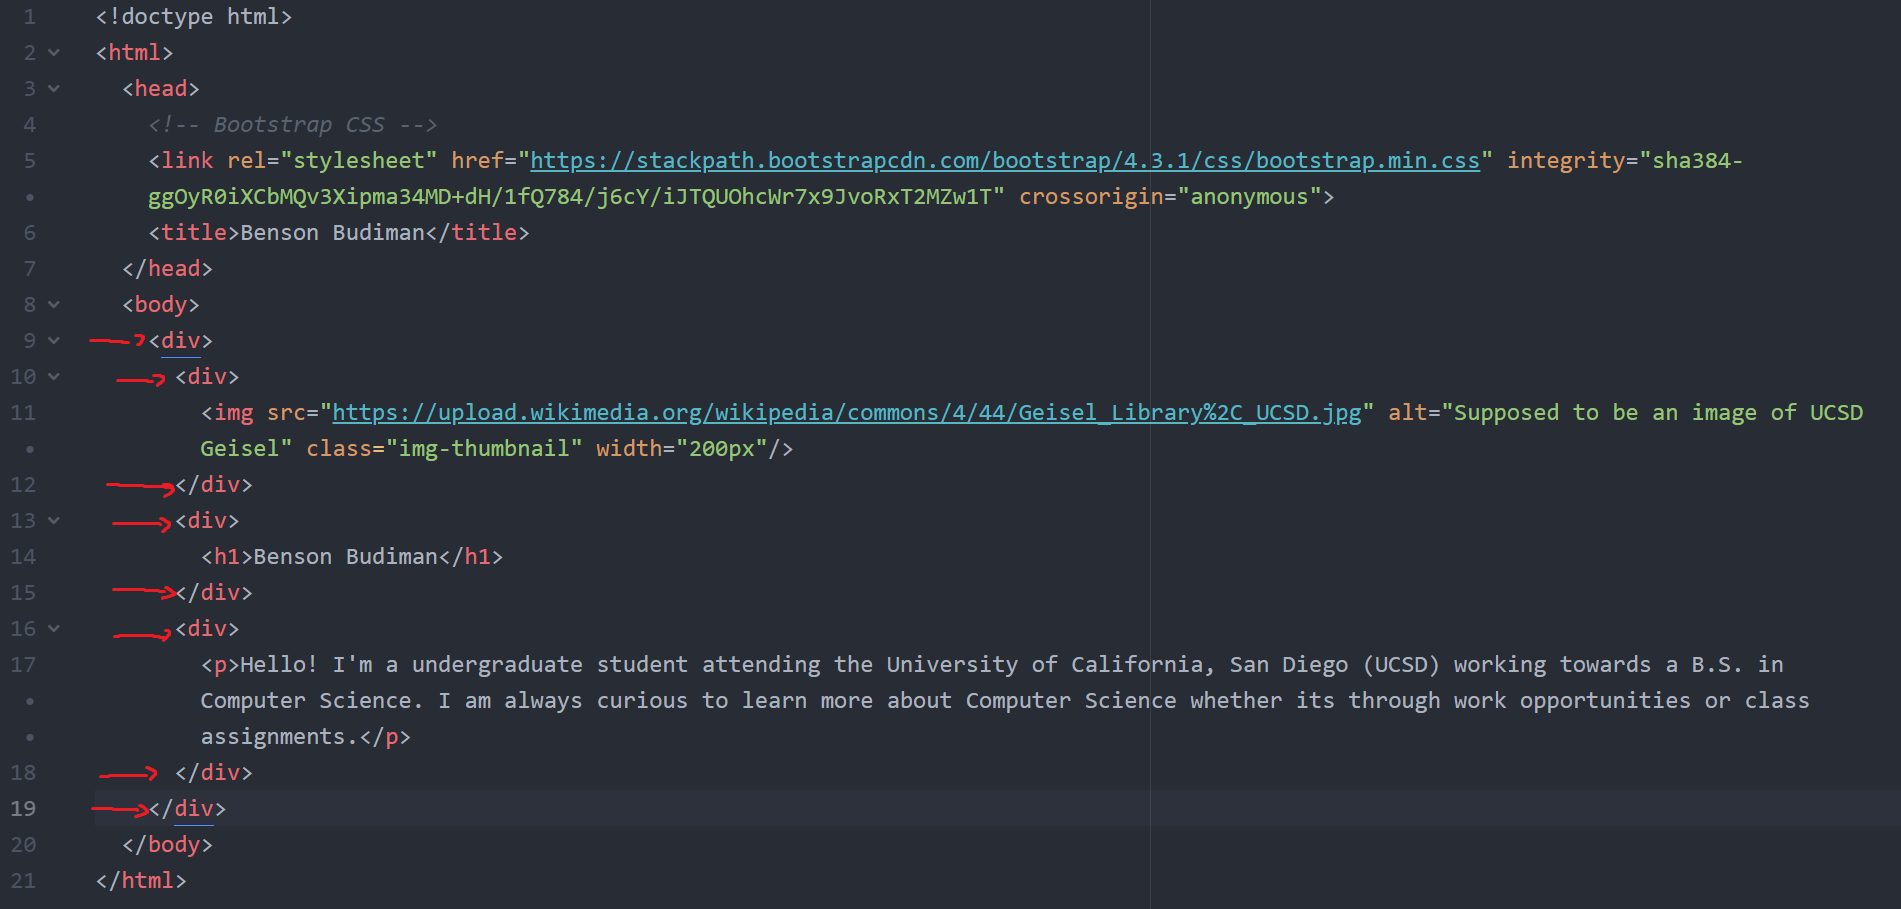 1 <!doctype html>
2 <html>
3 <head>
4 <!-- Bootstrap CSS -->
5 <link rel="stylesheet" href="https://stackpath.bootstrapcdn.com/bootstrap/4.3.1/css/bootstrap.min.css" integrity="sha384-
• ggOyR0iXCbMQv3Xipma34MD+dH/1fQ784/j6cY/iJTQUOhcWr7x9JvoRxT2MZw1T" crossorigin="anonymous">
6 <title>Benson Budiman</title>
7 </head>
8 <body>
9 <div>
10 <div>
11 <img src="https://upload.wikimedia.org/wikipedia/commons/4/44/Geisel_Library%2C_UCSD.jpg" alt="Supposed to be an image of UCSD
• Geisel" class="img-thumbnail" width="200px"/>
12 </div>
13 <div>
14 <h1>Benson Budiman</h1>
15 </div>
16 <div>
17 <p>Hello! I'm a undergraduate student attending the University of California, San Diego (UCSD) working towards a B.S. in
• Computer Science. I am always curious to learn more about Computer Science whether its through work opportunities or class
• assignments.</p>
18 </div>
19 </div>
20 </body>
21 </html>